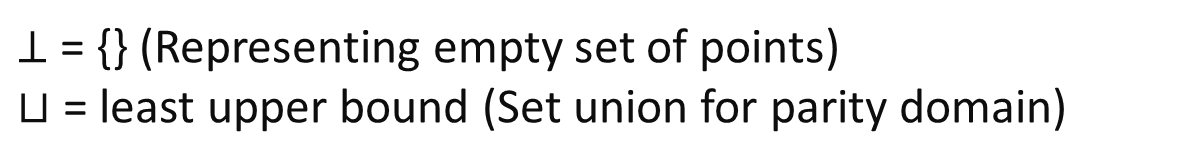 ⊥ = {} (Representing empty set of points)
⊔ = least upper bound (Set union for parity domain)